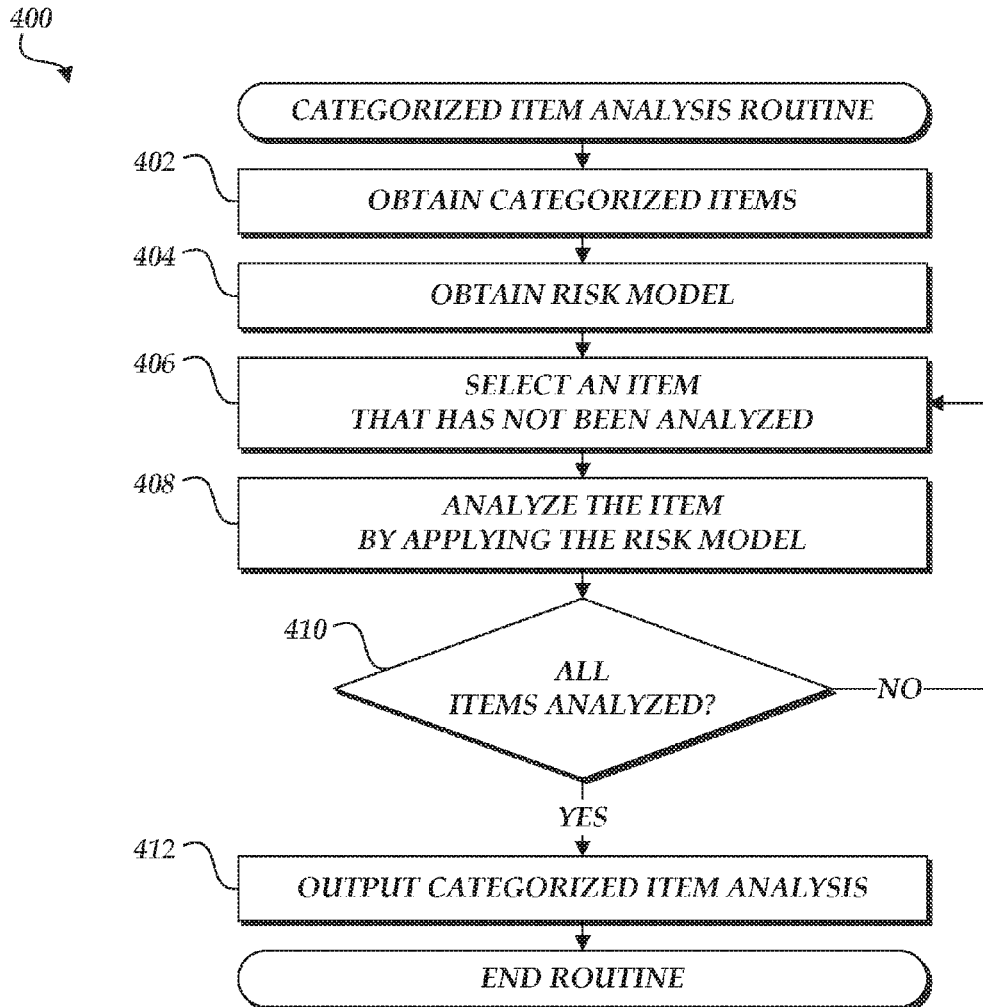 400
CATEGORIZED ITEM ANALYSIS ROUTINE
402
OBTAIN CATEGORIZED ITEMS
404
OBTAIN RISK MODEL
406
SELECT AN ITEM
THAT HAS NOT BEEN ANALYZED
408
ANALYZE THE ITEM
BY APPLYING THE RISK MODEL
410
ALL
ITEMS ANALYZED?
NO
YES
412
OUTPUT CATEGORIZED ITEM ANALYSIS
END ROUTINE